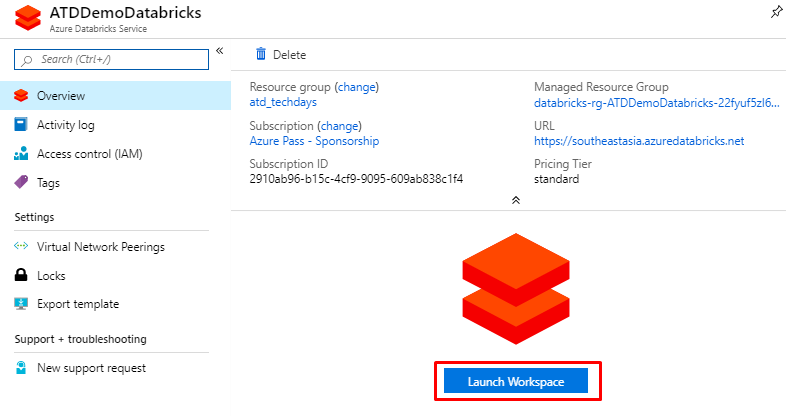 ATDDemoDatabricks
Azure Databricks Service
Search (Ctrl+/)
«
Overview
Activity log
Access control (IAM)
Tags
Settings
Virtual Network Peerings
Locks
Export template
Support + troubleshooting
New support request
Delete
Resource group (change)
atd_techdays
Subscription (change)
Azure Pass - Sponsorship
Subscription ID
2910ab96-b15c-4cf9-9095-609ab838c1f4
Managed Resource Group
databricks-rg-ATDDemoDatabricks-22fyuf5zl6...
URL
https://southeastasia.azuredatabricks.net
Pricing Tier
standard
Launch Workspace